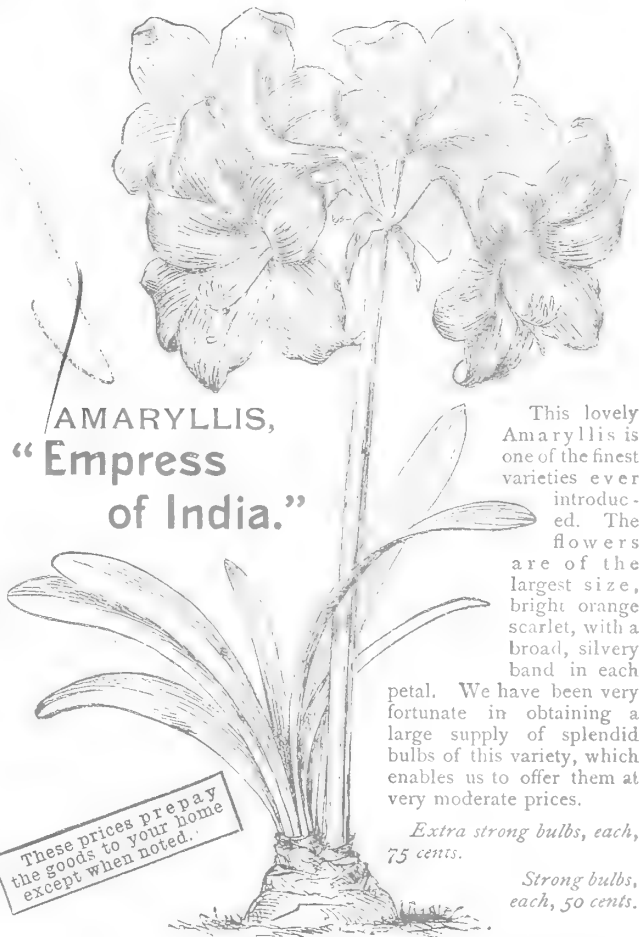 AMARYLLIS,
“Empress
of India.”
This lovely
Amaryllis is
one of the finest
varieties ever
introduc-
ed. The
flowers
are of the
largest size,
bright orange
scarlet, with a
broad, silvery
band in each
petal. We have been very
fortunate in obtaining a
large supply of splendid
bulbs of this variety, which
enables us to offer them at
very moderate prices.
Extra strong bulbs, each,
75 cents.
Strong bulbs,
each, 50 cents.
These prices prepay
the goods to your home
except when noted.